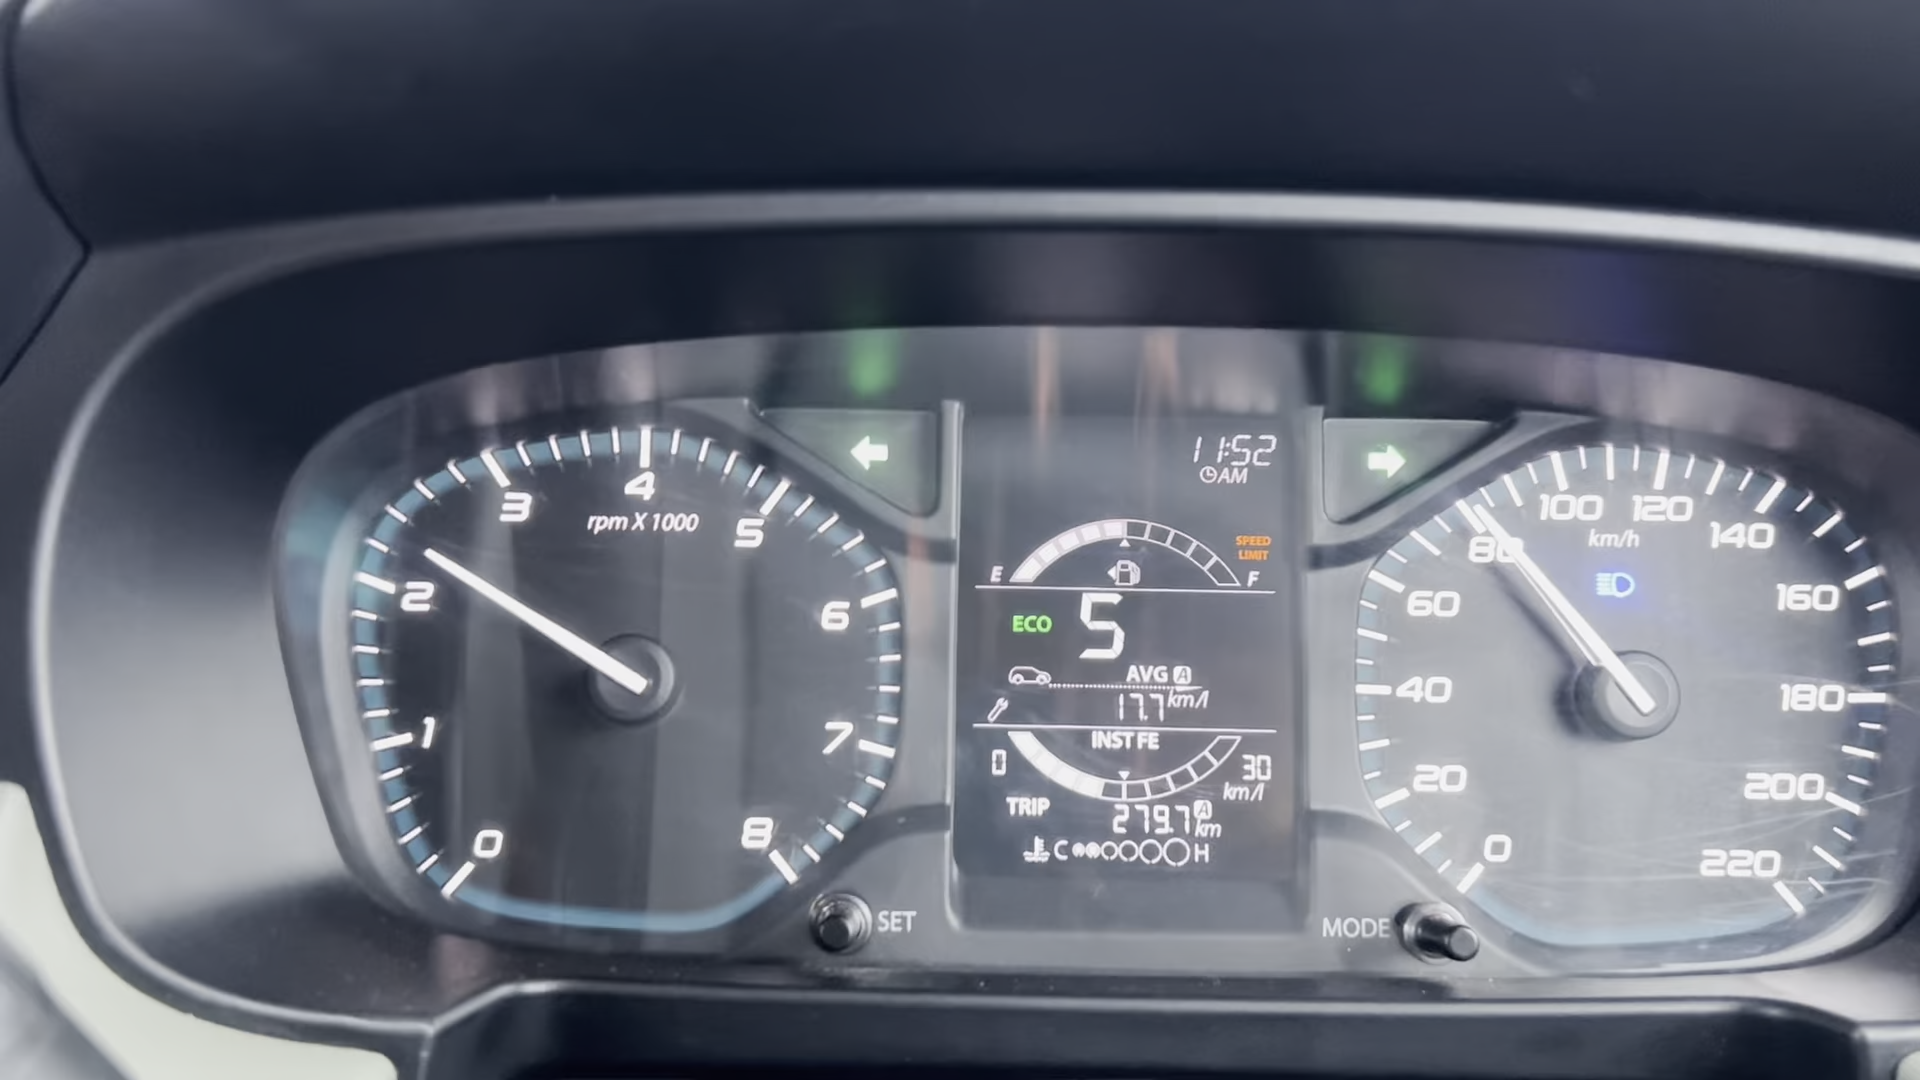 11:52
AM
0 1 2 3 4 5 6 7 8
rpm X 1000
E F
SPEED
LIMIT
ECO 5
AVG A
17.7 km/l
INST FE
0 30
km/l
TRIP 279.7 A
km
C H
SET
MODE
0 20 40 60 80 100 120 140 160 180 200 220
km/h